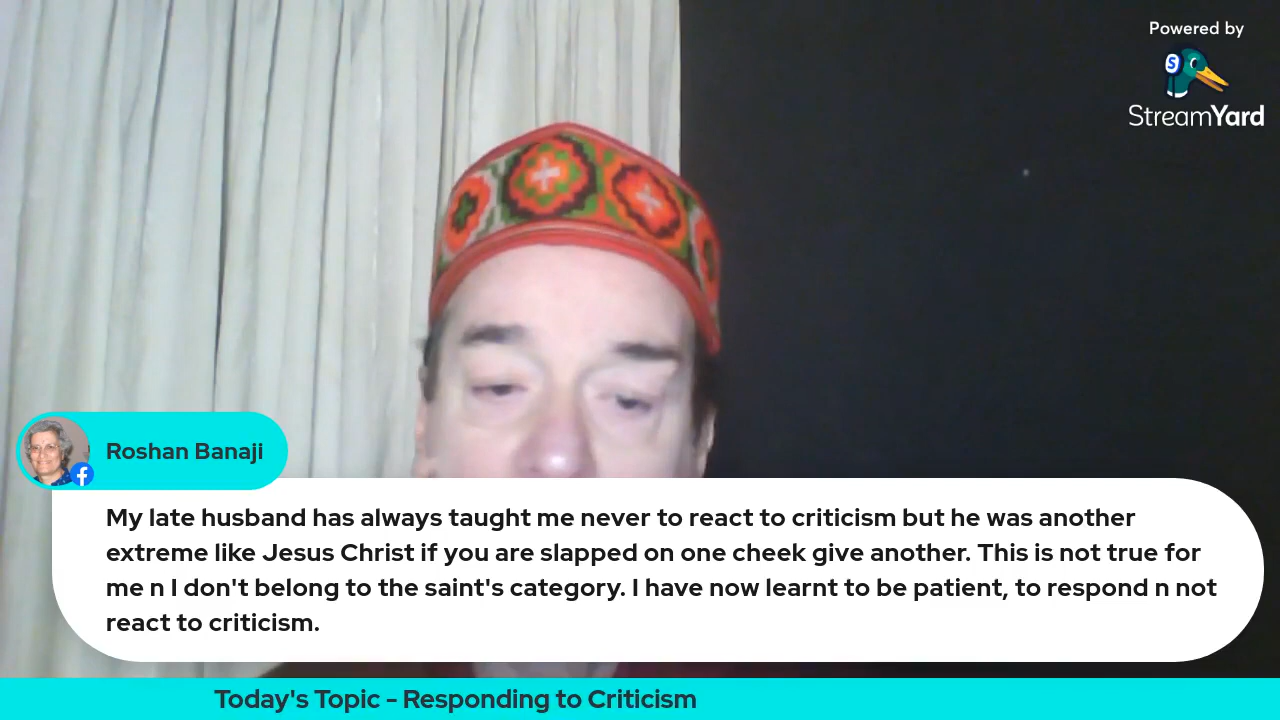 Powered by
S
StreamYard
Roshan Banaji
My late husband has always taught me never to react to criticism but he was another
extreme like Jesus Christ if you are slapped on one cheek give another. This is not true for
me n I don't belong to the saint's category. I have now learnt to be patient, to respond n not
react to criticism.
Today's Topic - Responding to Criticism